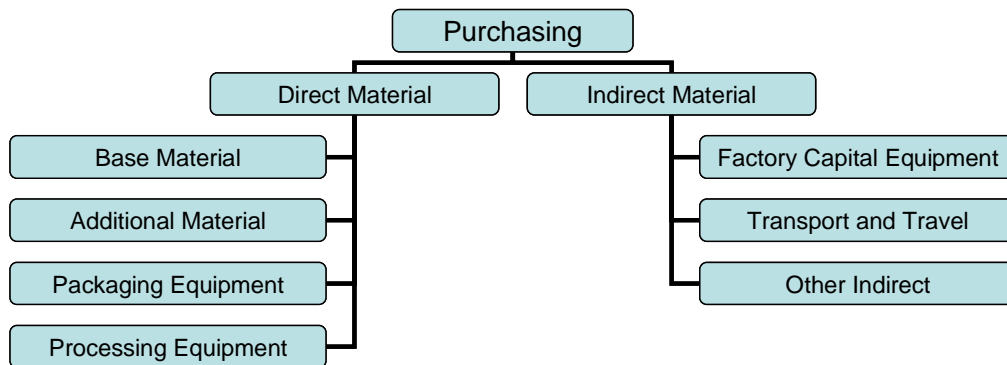 Purchasing
Direct Material
Indirect Material
Base Material
Additional Material
Packaging Equipment
Processing Equipment
Factory Capital Equipment
Transport and Travel
Other Indirect